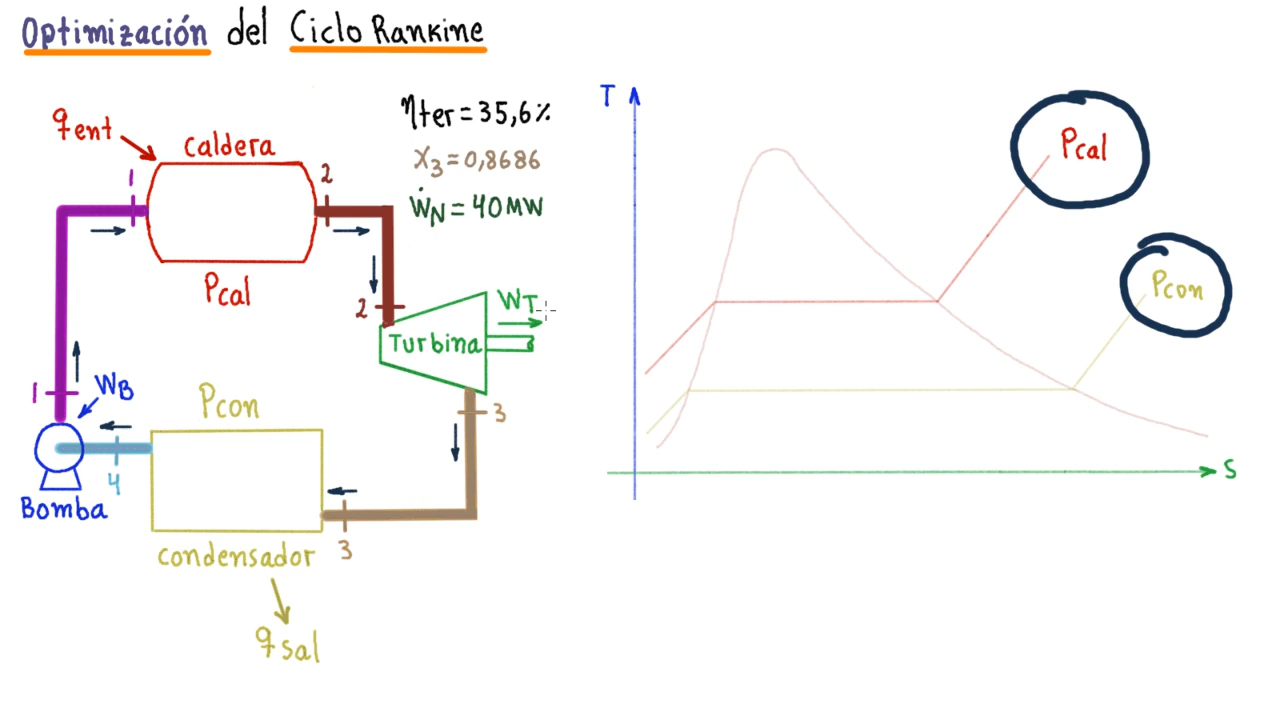 Optimización del Ciclo Rankine
qent
caldera
1
2
Pcal
ηter = 35,6%
X3 = 0,8686
ẆN = 40MW
2
WT
Turbina
3
1
WB
Pcon
4
Bomba
condensador
3
qsal
T
Pcal
Pcon
S